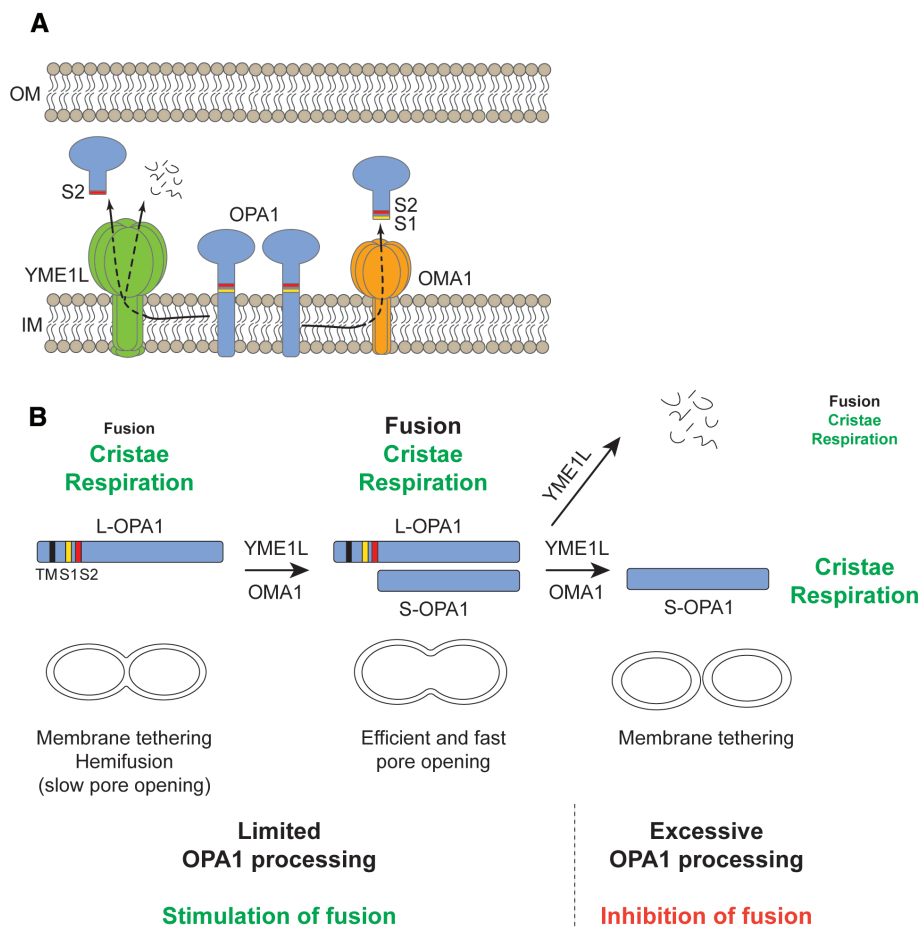 A
OM
S2
OPA1
S2
S1
YME1L
OMA1
IM
B
Fusion
Cristae
Respiration
Fusion
Cristae
Respiration
YME1L
Fusion
Cristae
Respiration
L-OPA1
TM S1 S2
YME1L
OMA1
L-OPA1
S-OPA1
YME1L
OMA1
S-OPA1
Cristae
Respiration
Membrane tethering
Hemifusion
(slow pore opening)
Efficient and fast
pore opening
Membrane tethering
Limited
OPA1 processing
Excessive
OPA1 processing
Stimulation of fusion
Inhibition of fusion